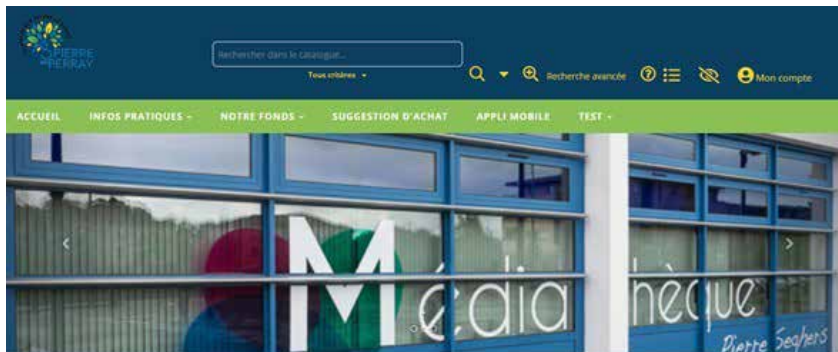 PIERRE
PERRAY
Rechercher dans le catalogue...
Tous critères
Recherche avancée
Mon compte
ACCUEIL
INFOS PRATIQUES
NOTRE FONDS
SUGGESTION D'ACHAT
APPLI MOBILE
TEST
Médiathèque
Pierre Seghers